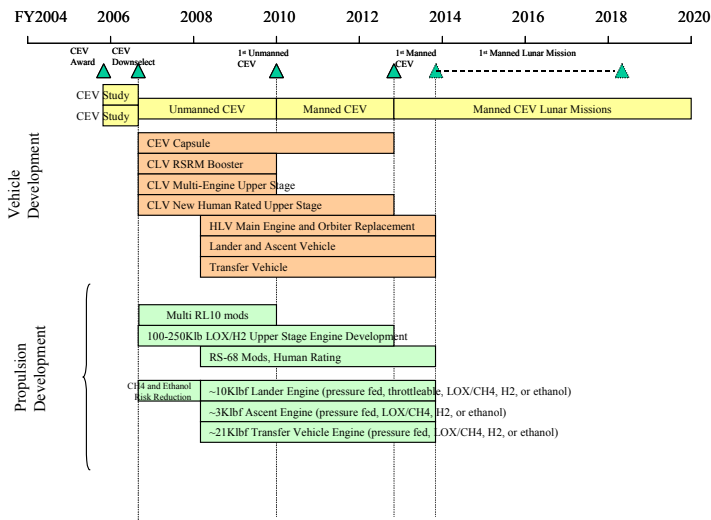 FY2004 2006 2008 2010 2012 2014 2016 2018 2020
CEV
Award
CEV
Downselect
1st Unmanned
CEV
1st Manned
CEV
1st Manned Lunar Mission
CEV Study
CEV Study
Unmanned CEV
Manned CEV
Manned CEV Lunar Missions
Vehicle
Development
CEV Capsule
CLV RSRM Booster
CLV Multi-Engine Upper Stage
CLV New Human Rated Upper Stage
HLV Main Engine and Orbiter Replacement
Lander and Ascent Vehicle
Transfer Vehicle
Propulsion
Development
Multi RL10 mods
100-250Klb LOX/H2 Upper Stage Engine Development
RS-68 Mods, Human Rating
CH4 and Ethanol
Risk Reduction
~10Klbf Lander Engine (pressure fed, throttleable, LOX/CH4, H2, or ethanol)
~3Klbf Ascent Engine (pressure fed, LOX/CH4, H2, or ethanol)
~21Klbf Transfer Vehicle Engine (pressure fed, LOX/CH4, H2, or ethanol)